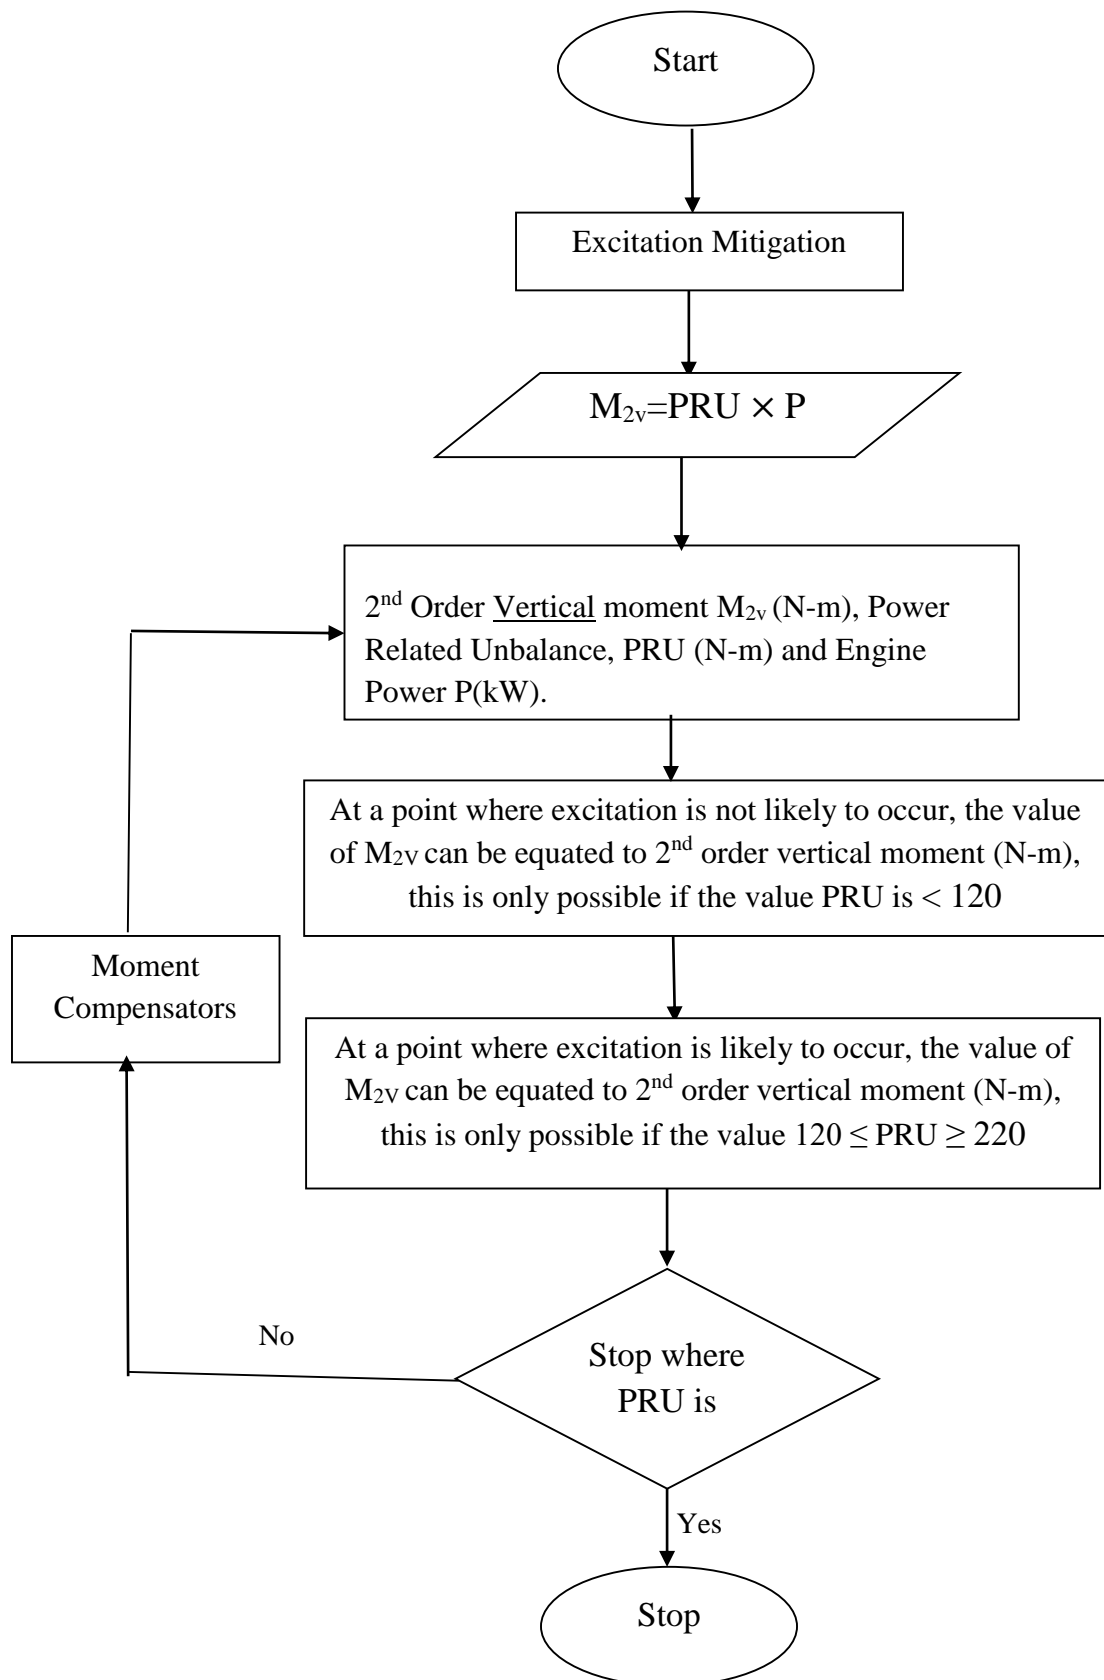 Start
Excitation Mitigation
M₂ᵥ=PRU × P
2ⁿᵈ Order Vertical moment M₂ᵥ (N-m), Power
Related Unbalance, PRU (N-m) and Engine
Power P(kW).
At a point where excitation is not likely to occur, the value
of M₂V can be equated to 2ⁿᵈ order vertical moment (N-m),
this is only possible if the value PRU is < 120
Moment
Compensators
At a point where excitation is likely to occur, the value of
M₂V can be equated to 2ⁿᵈ order vertical moment (N-m),
this is only possible if the value 120 ≤ PRU ≥ 220
No
Stop where
PRU is
Yes
Stop